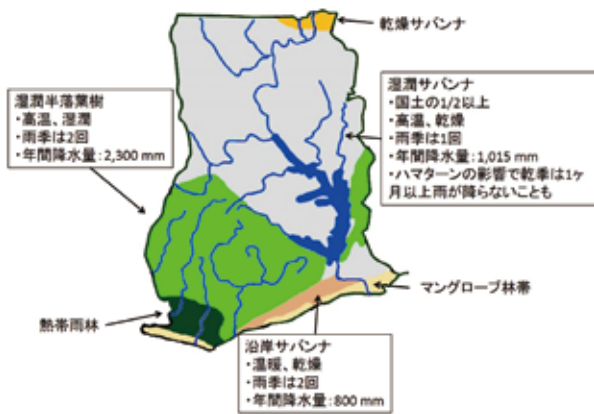 乾燥サバンナ
湿潤半落葉樹
・高温、湿潤
・雨季は2回
・年間降水量:2,300 mm
湿潤サバンナ
・国土の1/2以上
・高温、乾燥
・雨季は1回
・年間降水量:1,015 mm
・ハマターンの影響で乾季は1ヶ
月以上雨が降らないことも
マングローブ林帯
熱帯雨林
沿岸サバンナ
・温暖、乾燥
・雨季は2回
・年間降水量:800 mm